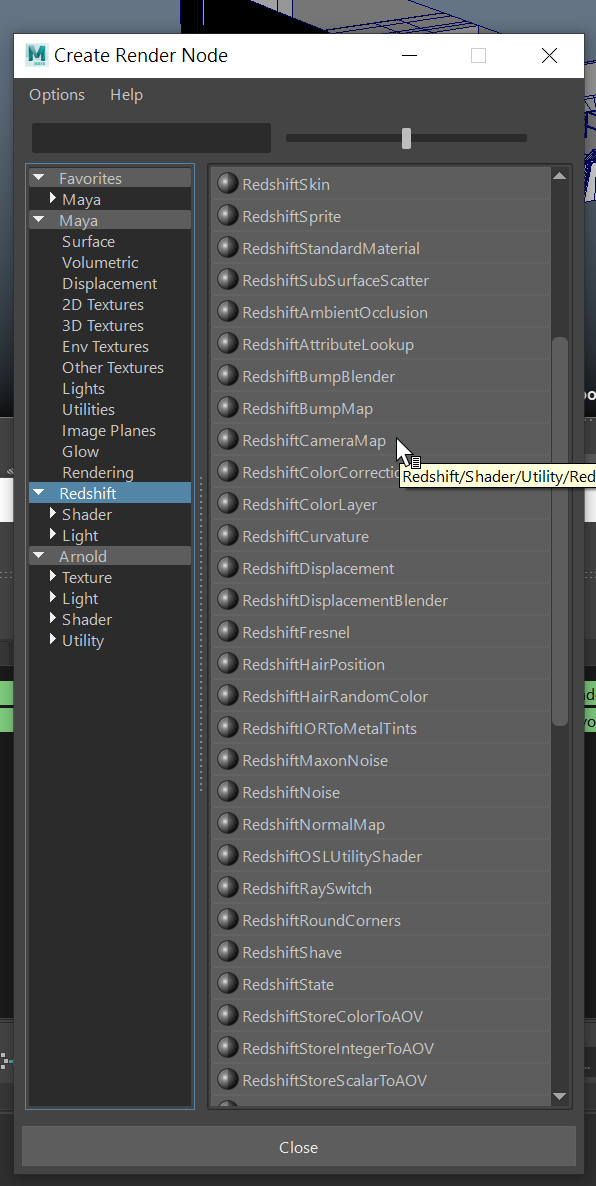 Create Render Node
Options Help
Favorites
Maya
Maya
Surface
Volumetric
Displacement
2D Textures
3D Textures
Env Textures
Other Textures
Lights
Utilities
Image Planes
Glow
Rendering
Redshift
Shader
Light
Arnold
Texture
Light
Shader
Utility
RedshiftSkin
RedshiftSprite
RedshiftStandardMaterial
RedshiftSubSurfaceScatter
RedshiftAmbientOcclusion
RedshiftAttributeLookup
RedshiftBumpBlender
RedshiftBumpMap
RedshiftCameraMap
RedshiftColorCorrectio
Redshift/Shader/Utility/Red
RedshiftColorLayer
RedshiftCurvature
RedshiftDisplacement
RedshiftDisplacementBlender
RedshiftFresnel
RedshiftHairPosition
RedshiftHairRandomColor
RedshiftIORToMetalTints
RedshiftMaxonNoise
RedshiftNoise
RedshiftNormalMap
RedshiftOSLUtilityShader
RedshiftRaySwitch
RedshiftRoundCorners
RedshiftShave
RedshiftState
RedshiftStoreColorToAOV
RedshiftStoreIntegerToAOV
RedshiftStoreScalarToAOV
Close